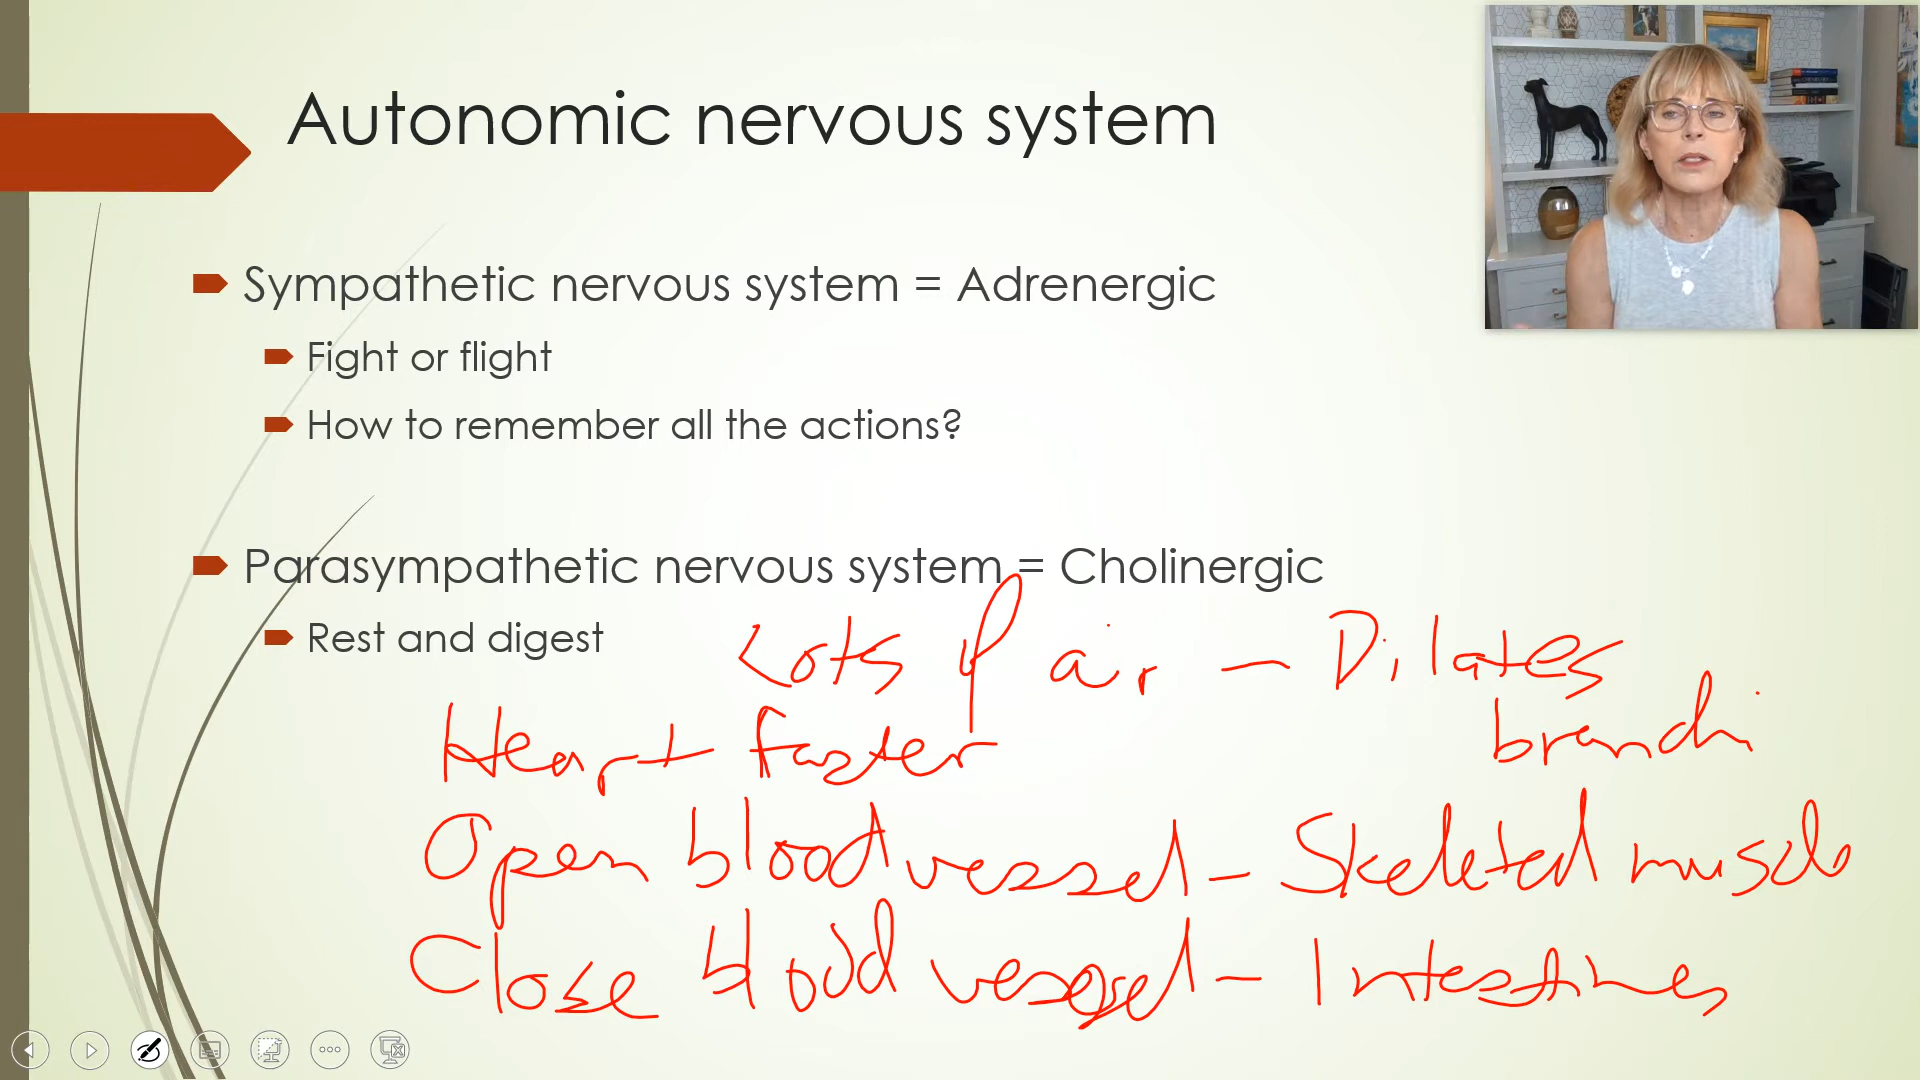 Autonomic nervous system
Sympathetic nervous system = Adrenergic
Fight or flight
How to remember all the actions?
Parasympathetic nervous system = Cholinergic
Rest and digest
Lots of air – Dilates
bronchi
Heart faster
Open blood vessel – Skeletal muscle
Close blood vessel – Intestines